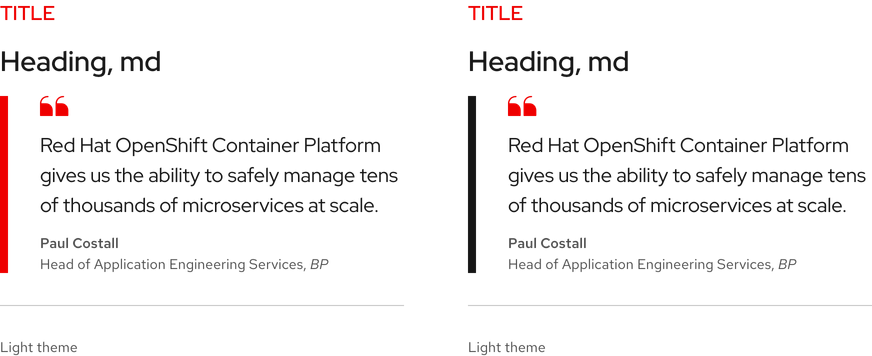 TITLE
Heading, md
Red Hat OpenShift Container Platform
gives us the ability to safely manage tens
of thousands of microservices at scale.
Paul Costall
Head of Application Engineering Services, BP
Light theme
TITLE
Heading, md
Red Hat OpenShift Container Platform
gives us the ability to safely manage tens
of thousands of microservices at scale.
Paul Costall
Head of Application Engineering Services, BP
Light theme